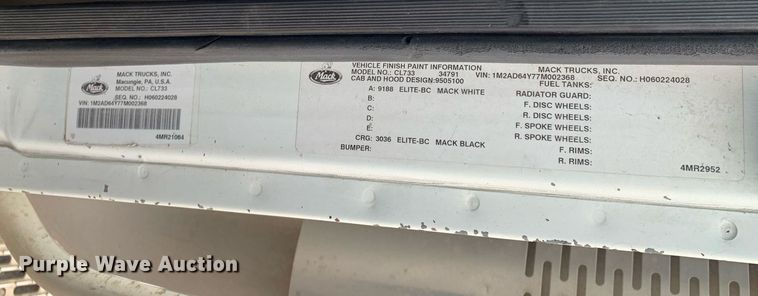 Mack
MACK TRUCKS, INC.
Macungie, PA, U.S.A.
MODEL NO.: CL733
SEQ. NO.: H060224028
VIN: 1M2AD64Y77M002368
4MR21064
Mack
VEHICLE FINISH PAINT INFORMATION MACK TRUCKS, INC.
MODEL NO.: CL733 34791 VIN: 1M2AD64Y77M002368 SEQ. NO.: H060224028
CAB AND HOOD DESIGN:9505100 FUEL TANKS:
A: 9188 ELITE-BC MACK WHITE RADIATOR GUARD:
B: F. DISC WHEELS:
C: R. DISC WHEELS:
D: F. SPOKE WHEELS:
E: R. SPOKE WHEELS:
CRG: 3036 ELITE-BC MACK BLACK F. RIMS:
BUMPER: R. RIMS:
4MR2952
Purple Wave Auction